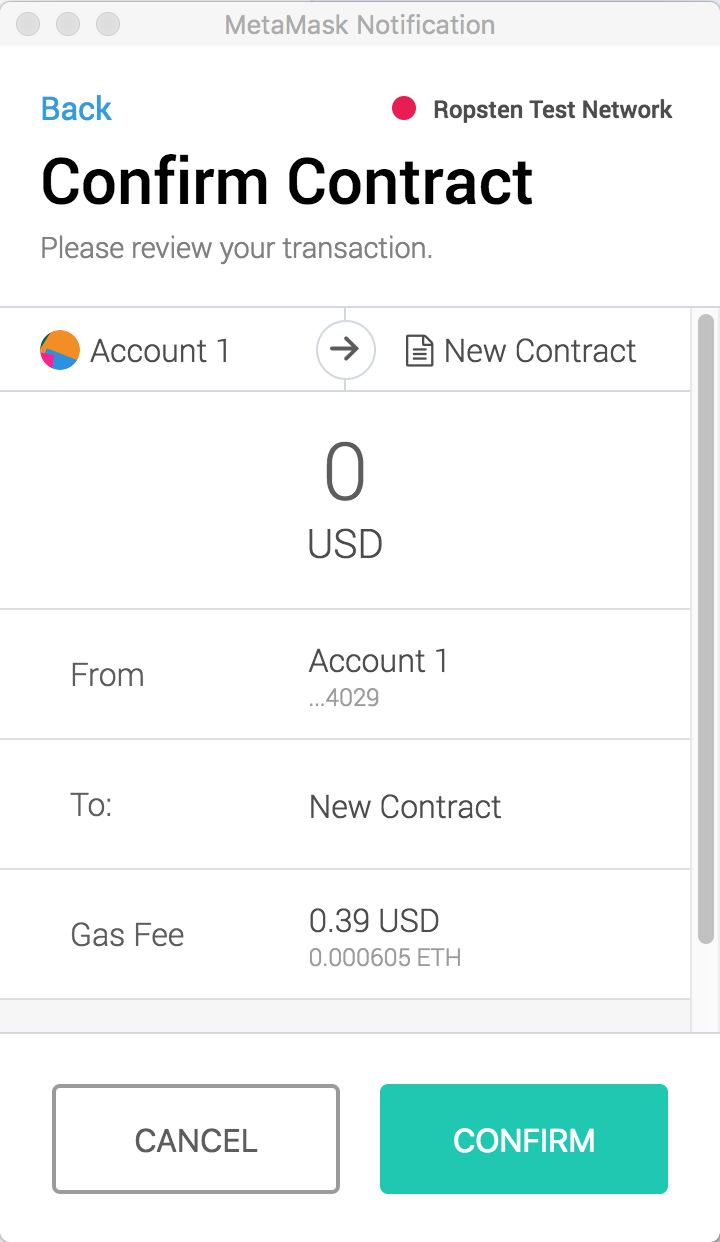 MetaMask Notification
Back
Ropsten Test Network
Confirm Contract
Please review your transaction.
Account 1
New Contract
0
USD
From
Account 1
...4029
To:
New Contract
Gas Fee
0.39 USD
0.000605 ETH
CANCEL
CONFIRM